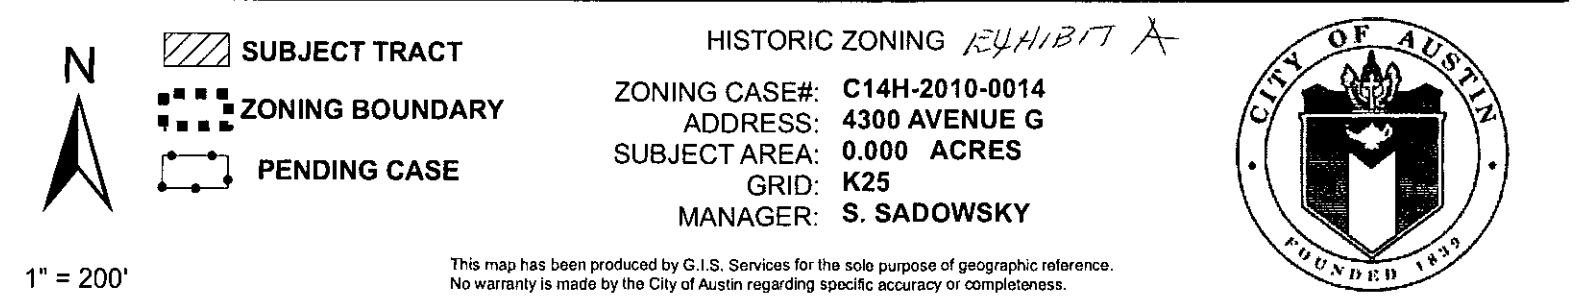 N
SUBJECT TRACT
ZONING BOUNDARY
PENDING CASE
1" = 200'
HISTORIC ZONING EXHIBIT A
ZONING CASE#: C14H-2010-0014
ADDRESS: 4300 AVENUE G
SUBJECT AREA: 0.000 ACRES
GRID: K25
MANAGER: S. SADOWSKY
This map has been produced by G.I.S. Services for the sole purpose of geographic reference.
No warranty is made by the City of Austin regarding specific accuracy or completeness.
CITY OF AUSTIN
FOUNDED 1839